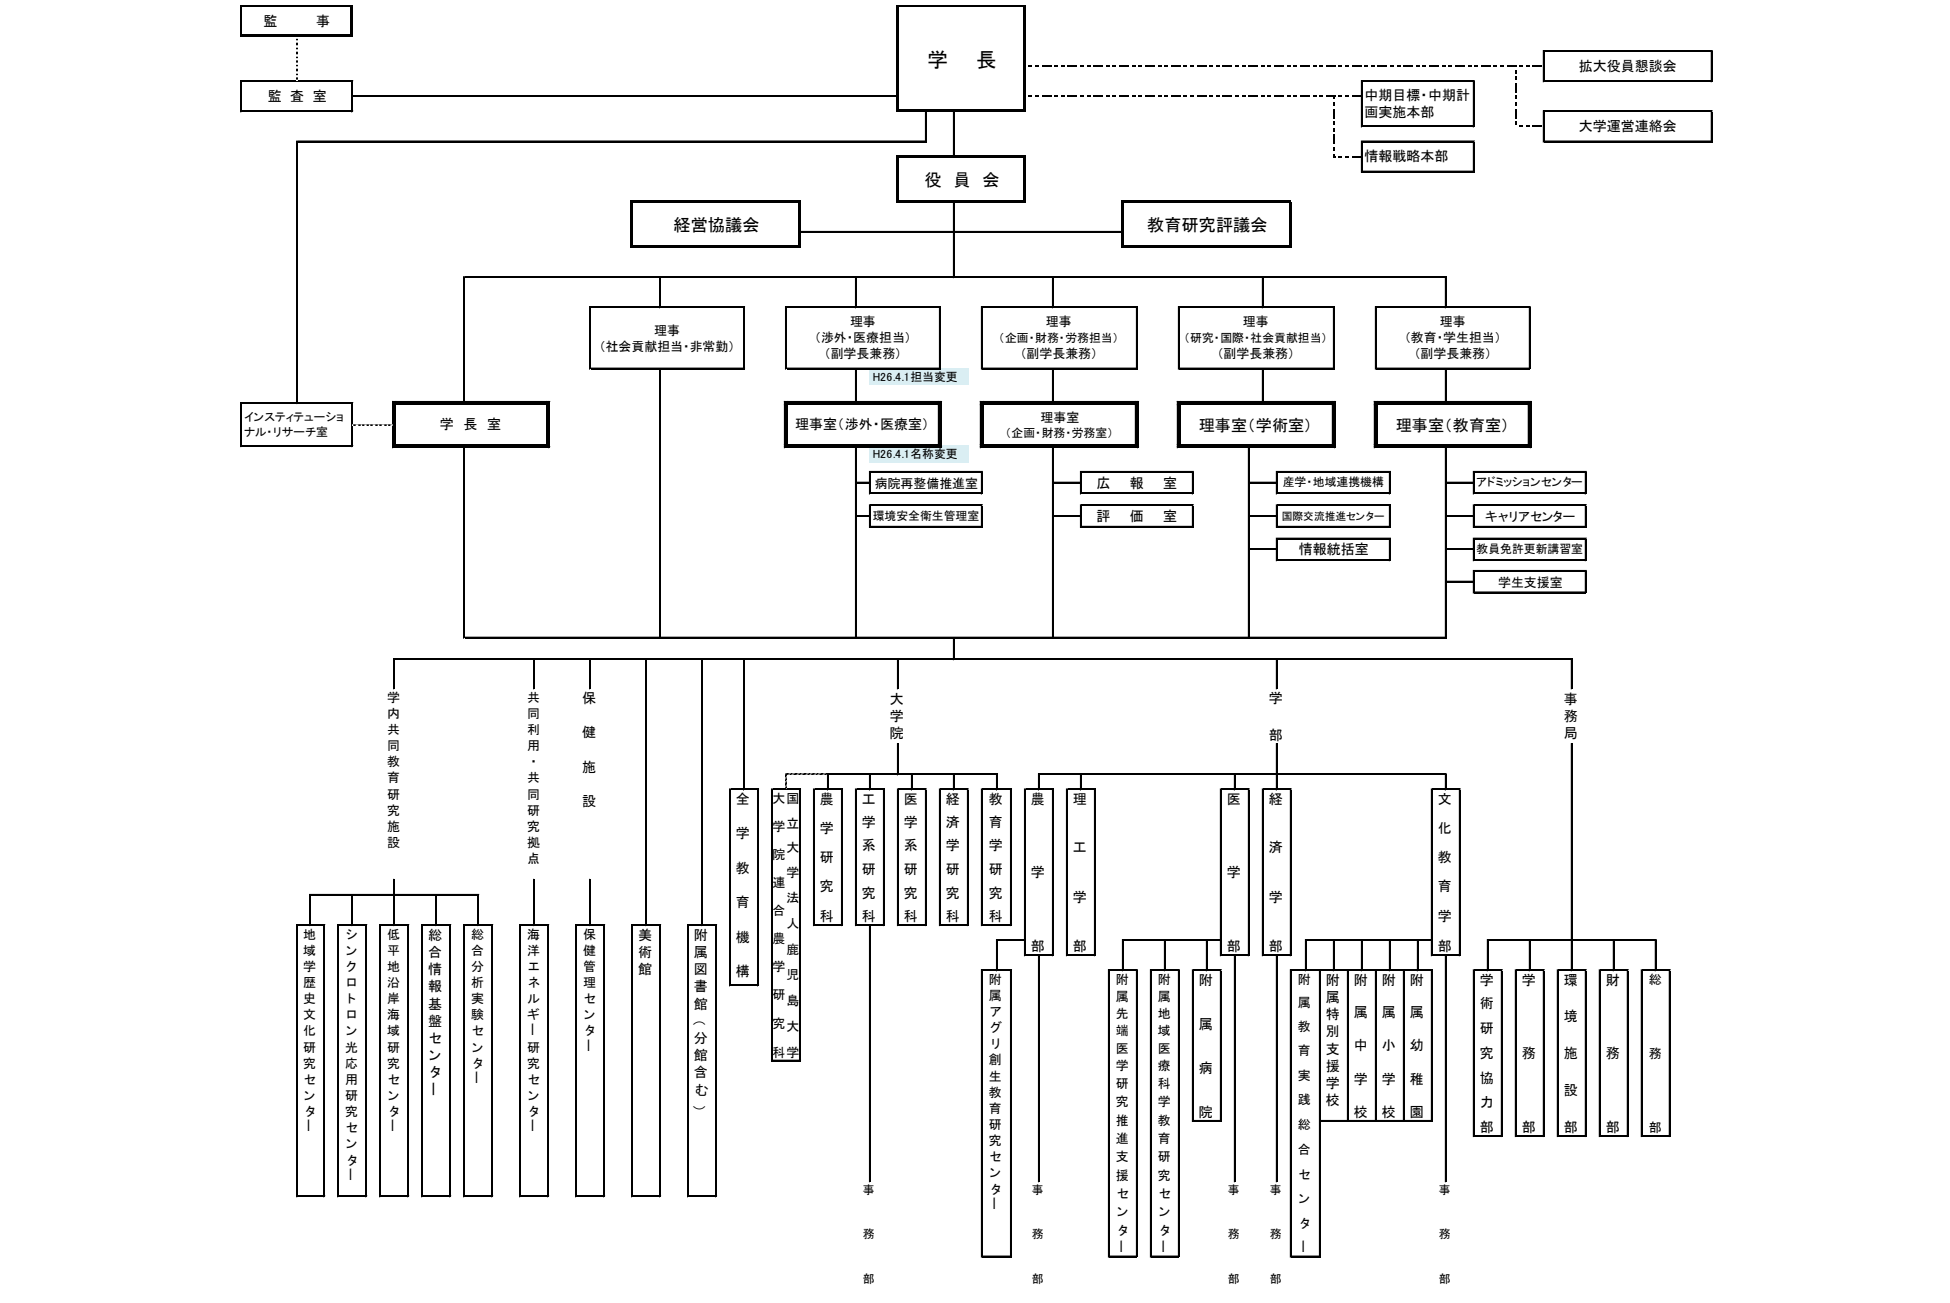 監 事
学 長
拡大役員懇談会
監 査 室
中期目標・中期計
画実施本部
大学運営連絡会
情報戦略本部
役 員 会
経営協議会
教育研究評議会
理事
(社会貢献担当・非常勤)
理事
(渉外・医療担当)
(副学長兼務)
H26.4.1担当変更
理事
(企画・財務・労務担当)
(副学長兼務)
理事
(研究・国際・社会貢献担当)
(副学長兼務)
理事
(教育・学生担当)
(副学長兼務)
インスティテューショ
ナル・リサーチ室
学 長 室
理事室(渉外・医療室)
H26.4.1名称変更
理事室
(企画・財務・労務室)
理事室(学術室)
理事室(教育室)
病院再整備推進室
環境安全衛生管理室
広 報 室
評 価 室
産学・地域連携機構
国際交流推進センター
情報統括室
アドミッションセンター
キャリアセンター
教員免許更新講習室
学生支援室
学内共同教育研究施設
共同利用・共同研究拠点
保健施設
大学院
学部
事務局
地域学歴史文化研究センター
シンクロトロン光応用研究センター
低平地沿岸海域研究センター
総合情報基盤センター
総合分析実験センター
海洋エネルギー研究センター
保健管理センター
美術館
附属図書館(分館含む)
全学教育機構
国立大学法人鹿児島大学
大学院連合農学研究科
農学研究科
工学系研究科
医学系研究科
経済学研究科
教育学研究科
農学部
理工学部
医学部
経済学部
文化教育学部
附属アグリ創生教育研究センター
附属先端医学研究推進支援センター
附属地域医療科学教育研究センター
附属病院
附属教育実践総合センター
附属特別支援学校
附属中学校
附属小学校
附属幼稚園
学術研究協力部
学務部
環境施設部
財務部
総務部
事務部
事務部
事務部
事務部
事務部